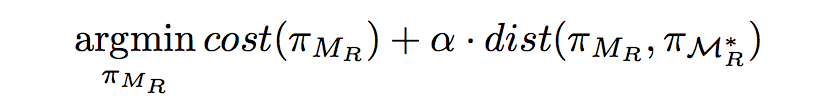 argmin cost(π_{M_R}) + α · dist(π_{M_R}, π_{ℳ*_R})
π_{M_R}